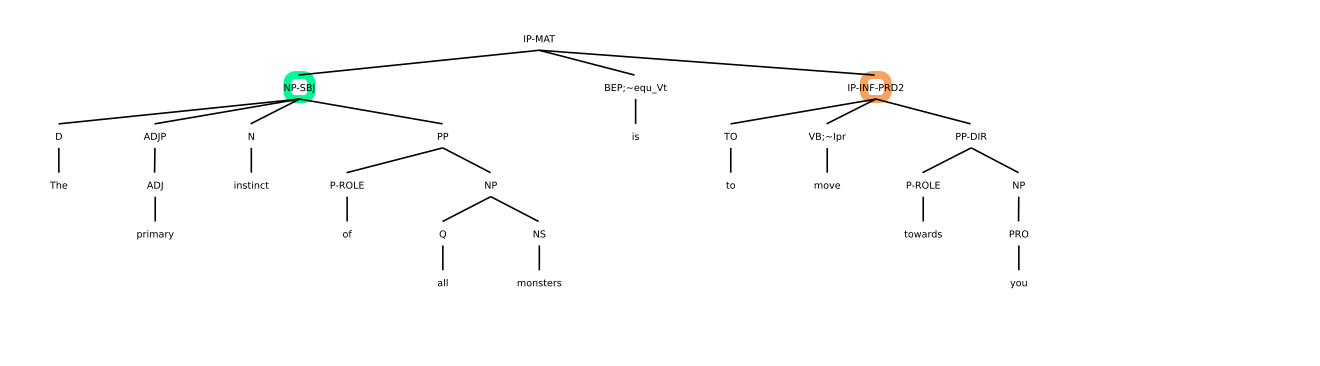 IP-MAT
NP-SBJ BEP;~equ_Vt IP-INF-PRD2
D ADJP N PP is TO VB;~Ipr PP-DIR
The ADJ instinct P-ROLE NP to move P-ROLE NP
primary of Q NS towards PRO
all monsters you